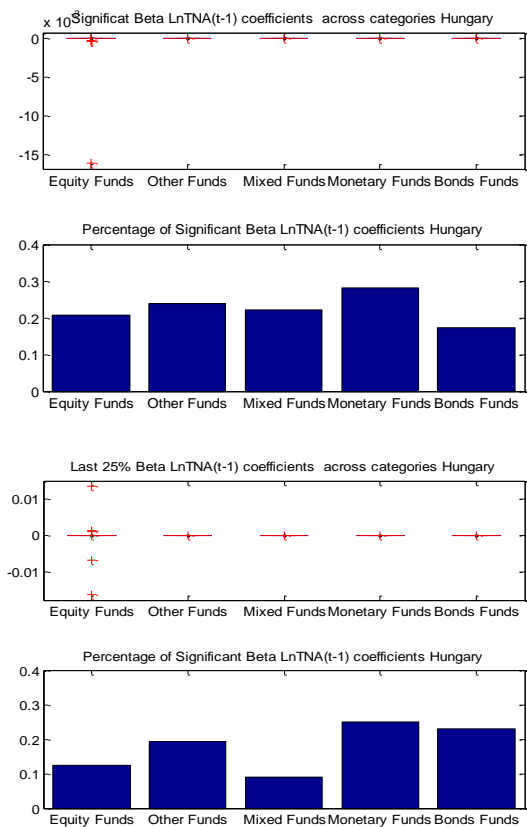 x 10-3
Significat Beta LnTNA(t-1) coefficients across categories Hungary
0
-5
-10
-15
Equity Funds Other Funds Mixed Funds Monetary Funds Bonds Funds
Percentage of Significant Beta LnTNA(t-1) coefficients Hungary
0.4
0.3
0.2
0.1
0
Equity Funds Other Funds Mixed Funds Monetary Funds Bonds Funds
Last 25% Beta LnTNA(t-1) coefficients across categories Hungary
0.01
0
-0.01
Equity Funds Other Funds Mixed Funds Monetary Funds Bonds Funds
Percentage of Significant Beta LnTNA(t-1) coefficients Hungary
0.4
0.3
0.2
0.1
0
Equity Funds Other Funds Mixed Funds Monetary Funds Bonds Funds